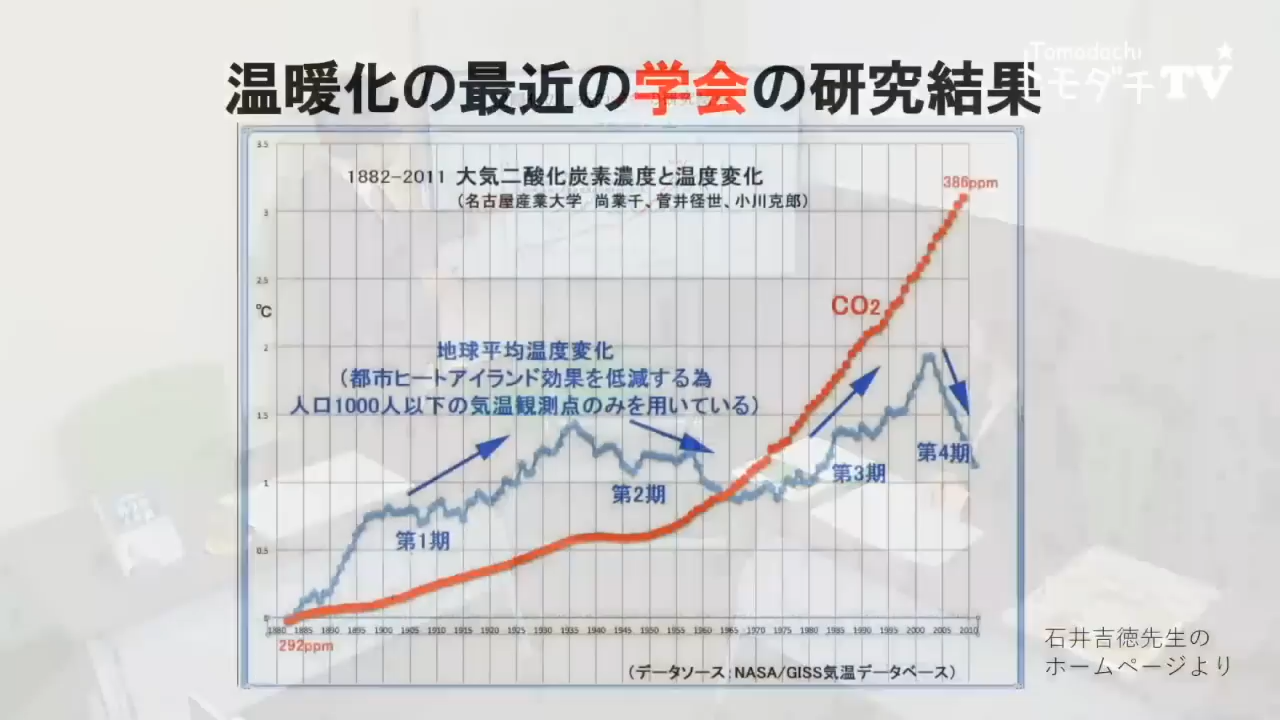 温暖化の最近の学会の研究結果
Tomodachi
トモダチTV
1882-2011 大気二酸化炭素濃度と温度変化
(名古屋産業大学 尚業千、菅井径世、小川克郎)
386ppm
3.5
3
2.5
℃
CO2
2
地球平均温度変化
(都市ヒートアイランド効果を低減する為
人口1000人以下の気温観測点のみを用いている)
1.5
第4期
第3期
1
第2期
第1期
0.5
0
1880 1885 1890 1895 1900 1905 1910 1915 1920 1925 1930 1935 1940 1945 1950 1955 1960 1965 1970 1975 1980 1985 1990 1995 2000 2005 2010
292ppm
(データソース:NASA/GISS気温データベース)
石井吉徳先生の
ホームページより